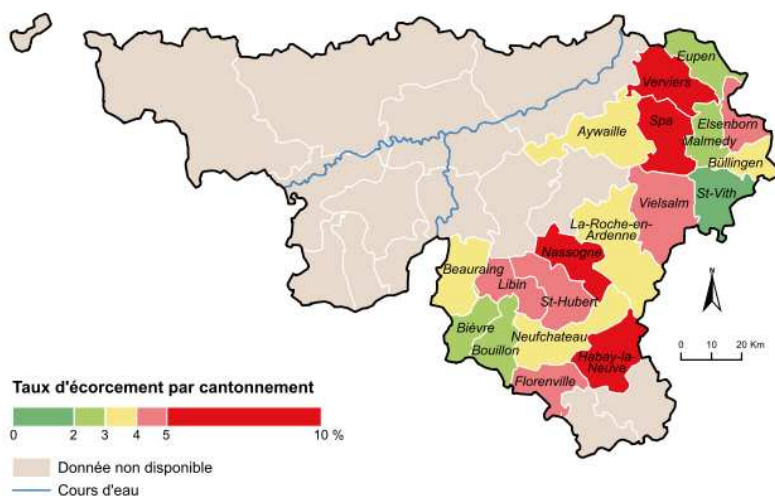 Eupen
Verviers
Elsenborn
Spa
Aywaille
Malmedy
Büllingen
St-Vith
Vielsalm
La-Roche-en-
Ardenne
Nassogne
Beauraing
Libin
St-Hubert
N
Bièvre
Neufchateau
Bouillon
Habay-la-
Neuve
0 10 20 Km
Florenville
Taux d'écorcement par cantonnement
0 2 3 4 5 10 %
Donnée non disponible
Cours d'eau